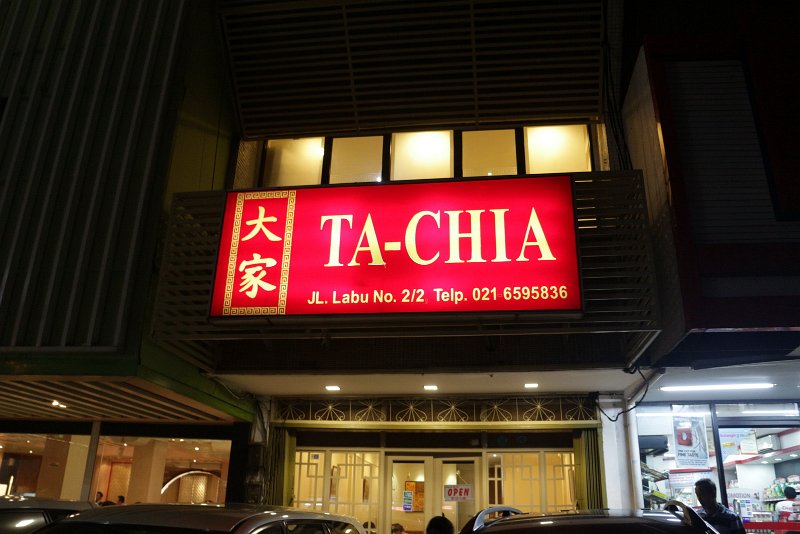 大家
TA-CHIA
JL. Labu No. 2/2 Telp. 021 6595836
OPEN